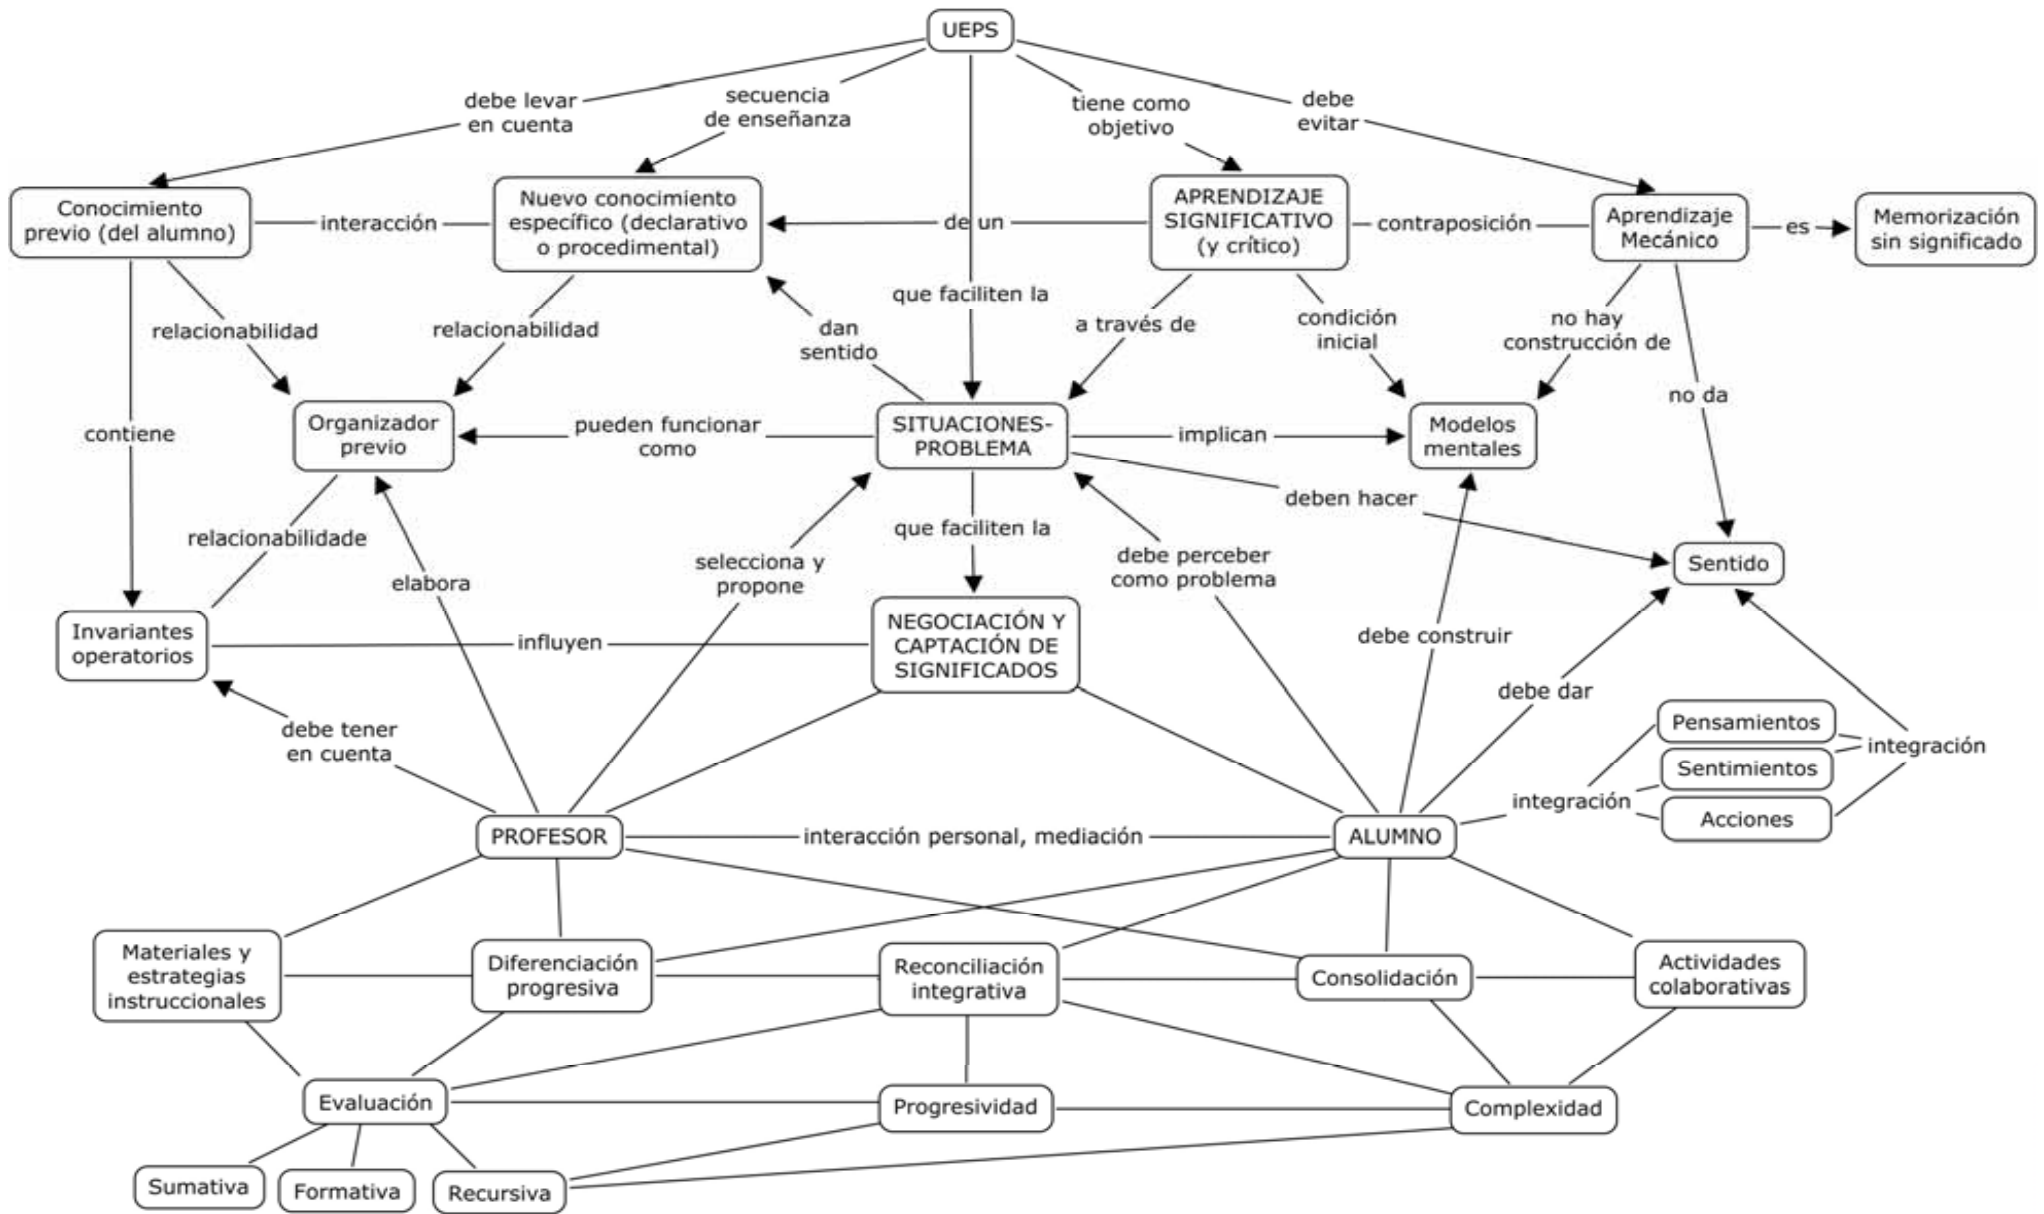 UEPS
debe levar
en cuenta
secuencia
de enseñanza
tiene como
objetivo
debe
evitar
Conocimiento
previo (del alumno)
interacción
Nuevo conocimiento
específico (declarativo
o procedimental)
de un
APRENDIZAJE
SIGNIFICATIVO
(y crítico)
contraposición
Aprendizaje
Mecánico
es
Memorización
sin significado
que faciliten la
relacionabilidad
relacionabilidad
dan
sentido
a través de
condición
inicial
no hay
construcción de
no da
contiene
Organizador
previo
pueden funcionar
como
SITUACIONES-
PROBLEMA
implican
Modelos
mentales
deben hacer
relacionabilidade
elabora
selecciona y
propone
que faciliten la
debe perceber
como problema
Sentido
Invariantes
operatorios
influyen
NEGOCIACIÓN Y
CAPTACIÓN DE
SIGNIFICADOS
debe construir
debe dar
debe tener
en cuenta
Pensamientos
Sentimientos
Acciones
integración
integración
PROFESOR
interacción personal, mediación
ALUMNO
Materiales y
estrategias
instruccionales
Diferenciación
progresiva
Reconciliación
integrativa
Consolidación
Actividades
colaborativas
Evaluación
Progresividad
Complexidad
Sumativa
Formativa
Recursiva